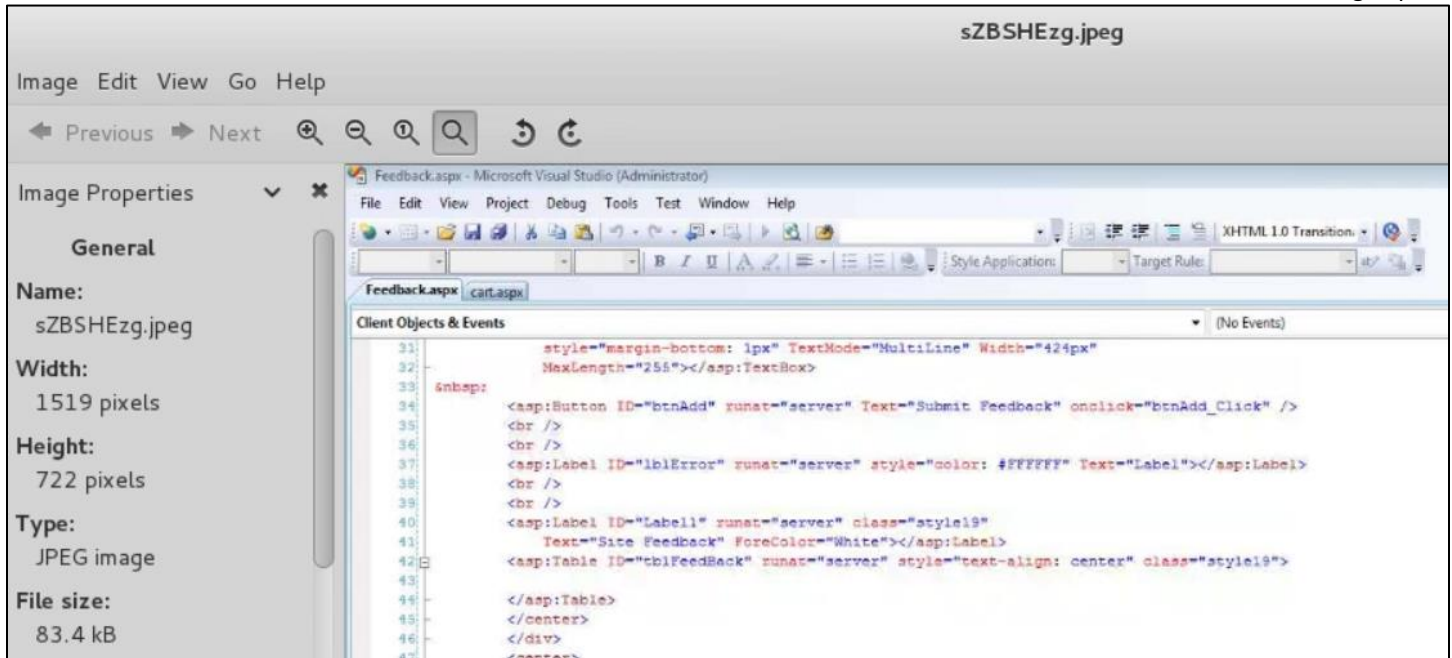 sZBSHEzg.jpeg
Image Edit View Go Help
Previous Next
Image Properties
General
Name:
sZBSHEzg.jpeg
Width:
1519 pixels
Height:
722 pixels
Type:
JPEG image
File size:
83.4 kB
Feedback.aspx - Microsoft Visual Studio (Administrator)
File Edit View Project Debug Tools Test Window Help
XHTML 1.0 Transition
B I U A Style Application: Target Rule:
Feedback.aspx cart.aspx
Client Objects & Events (No Events)
31 style="margin-bottom: 1px" TextMode="MultiLine" Width="424px"
32 MaxLength="255"></asp:TextBox>
33 &nbsp;
34 <asp:Button ID="btnAdd" runat="server" Text="Submit Feedback" onclick="btnAdd_Click" />
35 <br />
36 <br />
37 <asp:Label ID="lblError" runat="server" style="color: #FFFFFF" Text="Label"></asp:Label>
38 <br />
39 <br />
40 <asp:Label ID="Label1" runat="server" class="style19"
41 Text="Site Feedback" ForeColor="White"></asp:Label>
42 <asp:Table ID="tblFeedBack" runat="server" style="text-align: center" class="style19">
43
44 </asp:Table>
45 </center>
46 </div>
47 <center>